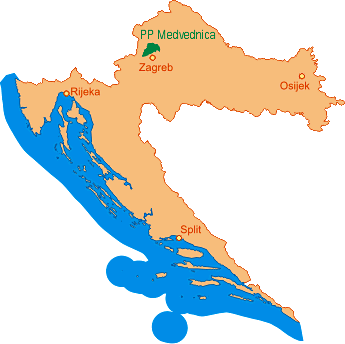 PP Medvednica
Zagreb
Osijek
Rijeka
Split